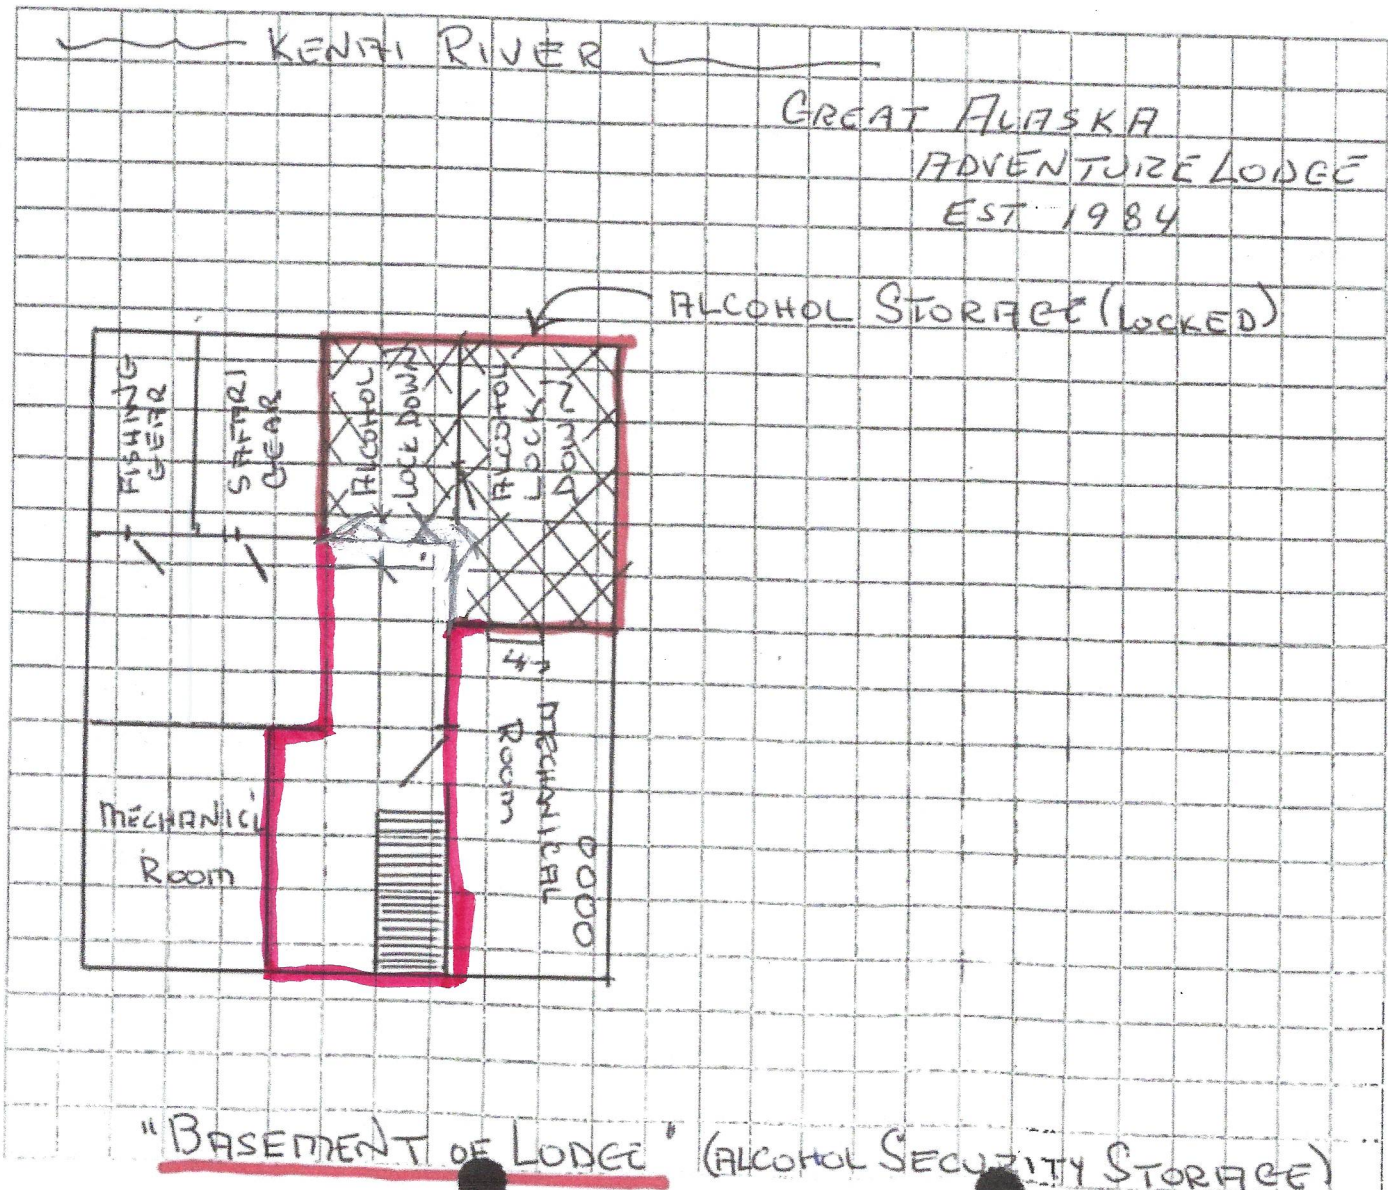 KENAI RIVER
GREAT ALASKA
ADVENTURE LODGE
EST 1984
ALCOHOL STORAGE (LOCKED)
FISHING
GEAR
SAFARI
GEAR
ALCOHOL
LOCK DOWN
ALCOHOL
LOCK
DOWN
MECHANICAL
ROOM
MECHANICL
ROOM
"BASEMENT OF LODGE" (ALCOHOL SECURITY STORAGE)